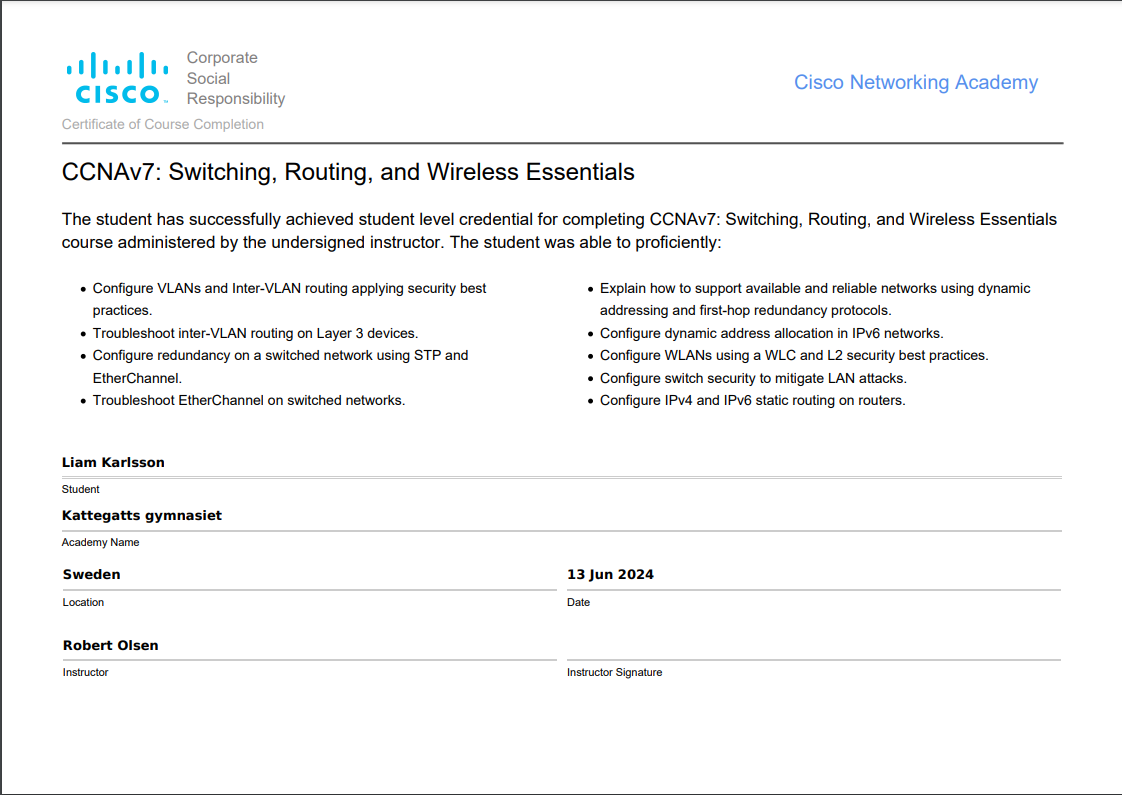 Corporate
Social
Responsibility
CISCO™
Cisco Networking Academy
Certificate of Course Completion
CCNAv7: Switching, Routing, and Wireless Essentials
The student has successfully achieved student level credential for completing CCNAv7: Switching, Routing, and Wireless Essentials
course administered by the undersigned instructor. The student was able to proficiently:
• Configure VLANs and Inter-VLAN routing applying security best
practices.
• Troubleshoot inter-VLAN routing on Layer 3 devices.
• Configure redundancy on a switched network using STP and
EtherChannel.
• Troubleshoot EtherChannel on switched networks.
• Explain how to support available and reliable networks using dynamic
addressing and first-hop redundancy protocols.
• Configure dynamic address allocation in IPv6 networks.
• Configure WLANs using a WLC and L2 security best practices.
• Configure switch security to mitigate LAN attacks.
• Configure IPv4 and IPv6 static routing on routers.
Liam Karlsson
Student
Kattegatts gymnasiet
Academy Name
Sweden
Location
13 Jun 2024
Date
Robert Olsen
Instructor
Instructor Signature